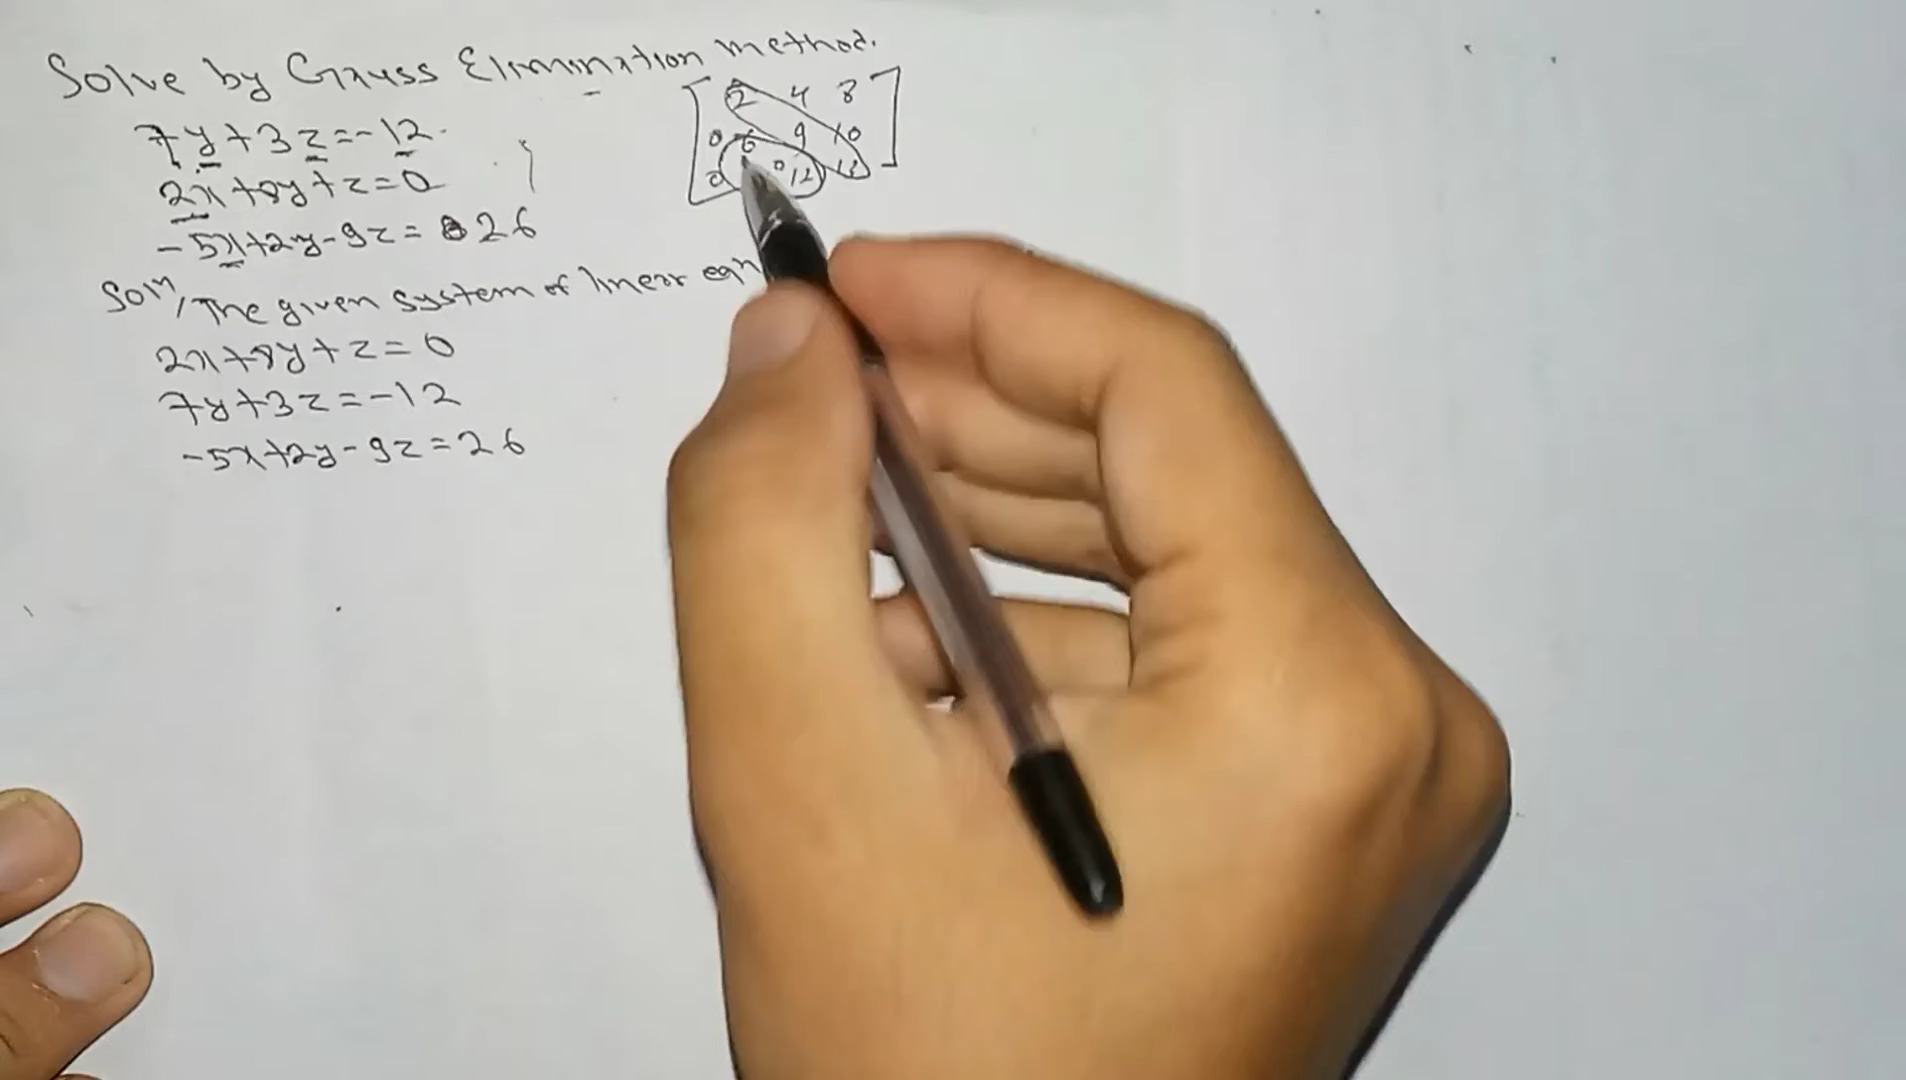 Solve by Gauss Elimination method.
7y+3z=-12
2x+8y+z=0
-5x+2y-9z= 26
Soln, The given system of linear eqn
2x+8y+z=0
7y+3z=-12
-5x+2y-9z=26
2 4 8
0 6 9 10
0 0 12